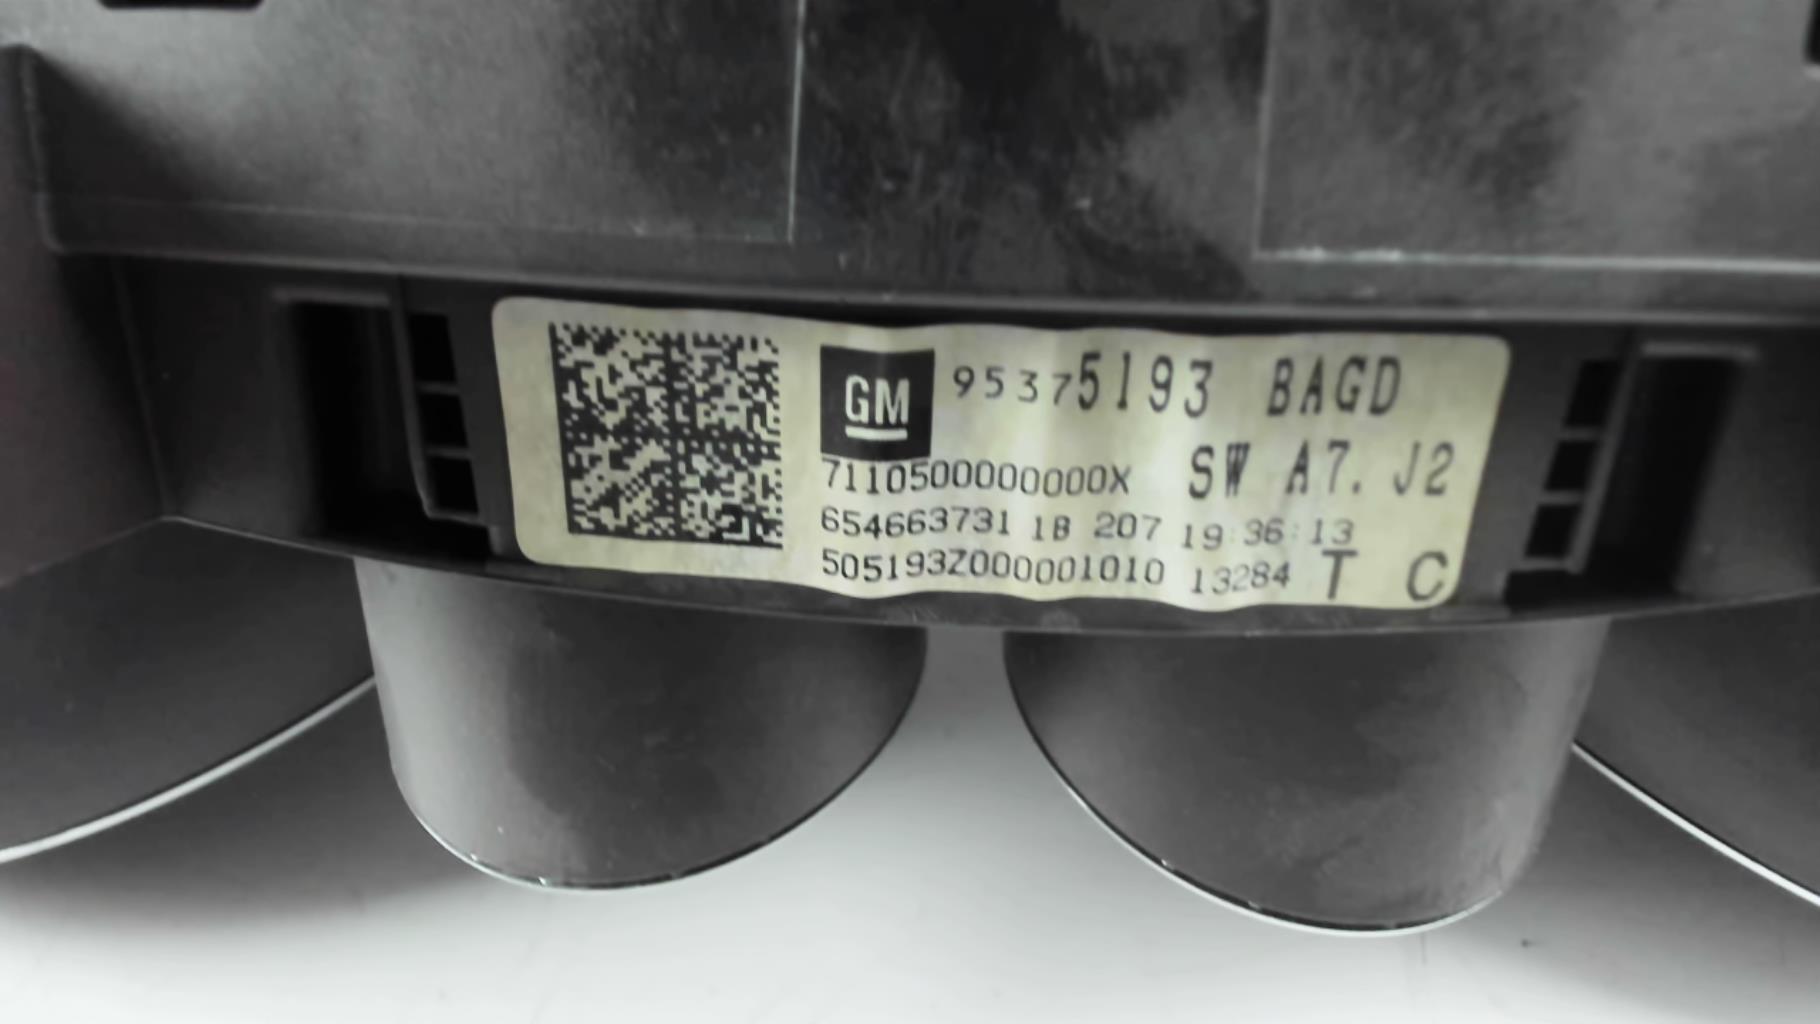 GM 95375193 BAGD
7110500000000X SW A7. J2
654663731 1B 207 19:36:13
505193Z000001010 13284 T C